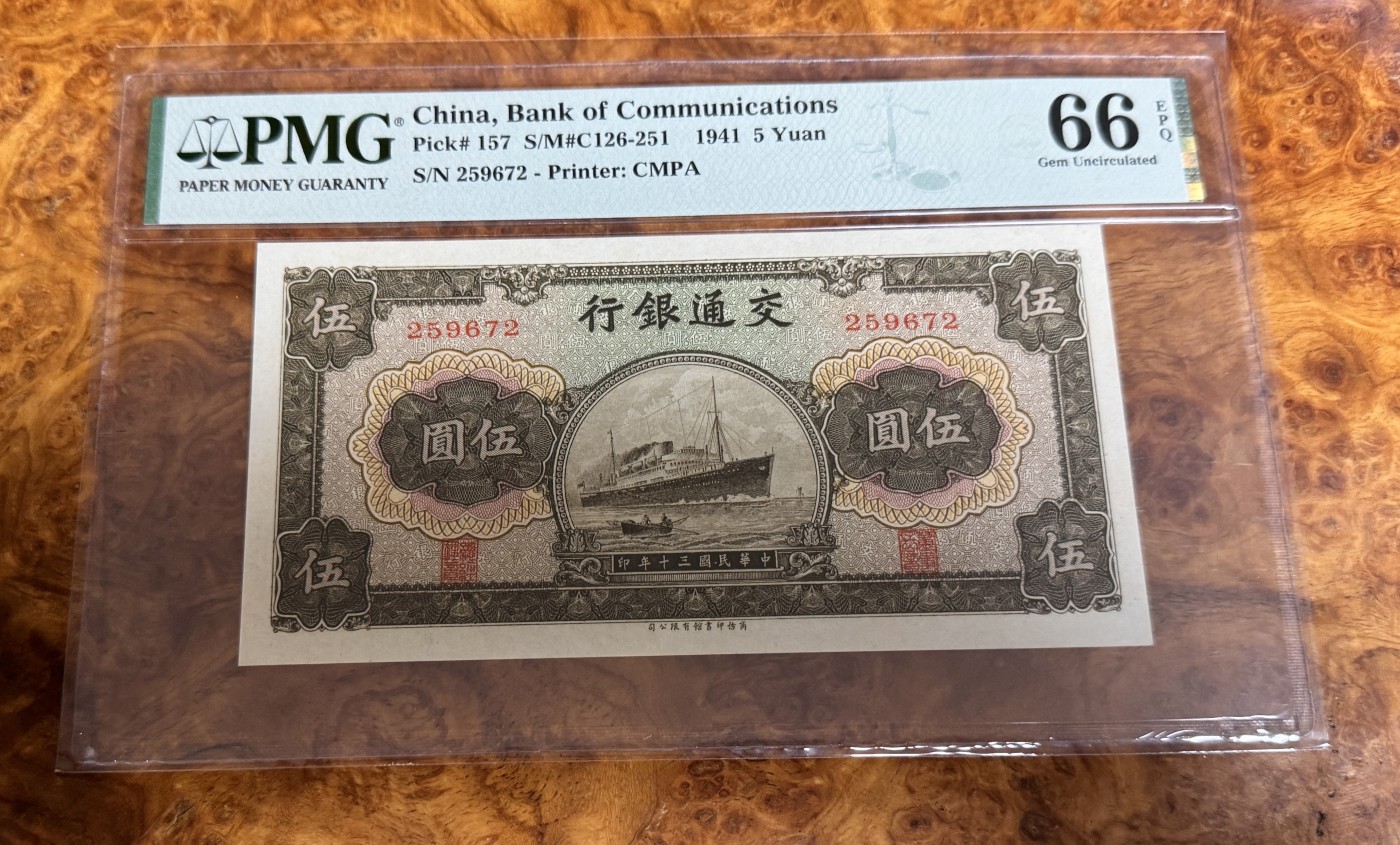 PMG®
PAPER MONEY GUARANTY
China, Bank of Communications
Pick# 157 S/M#C126-251 1941 5 Yuan
S/N 259672 - Printer: CMPA
66
EPQ
Gem Uncirculated
伍
行銀通交
伍
259672
259672
圓伍
圓伍
伍
印年十三國民華中
伍
司公限有館書印務商